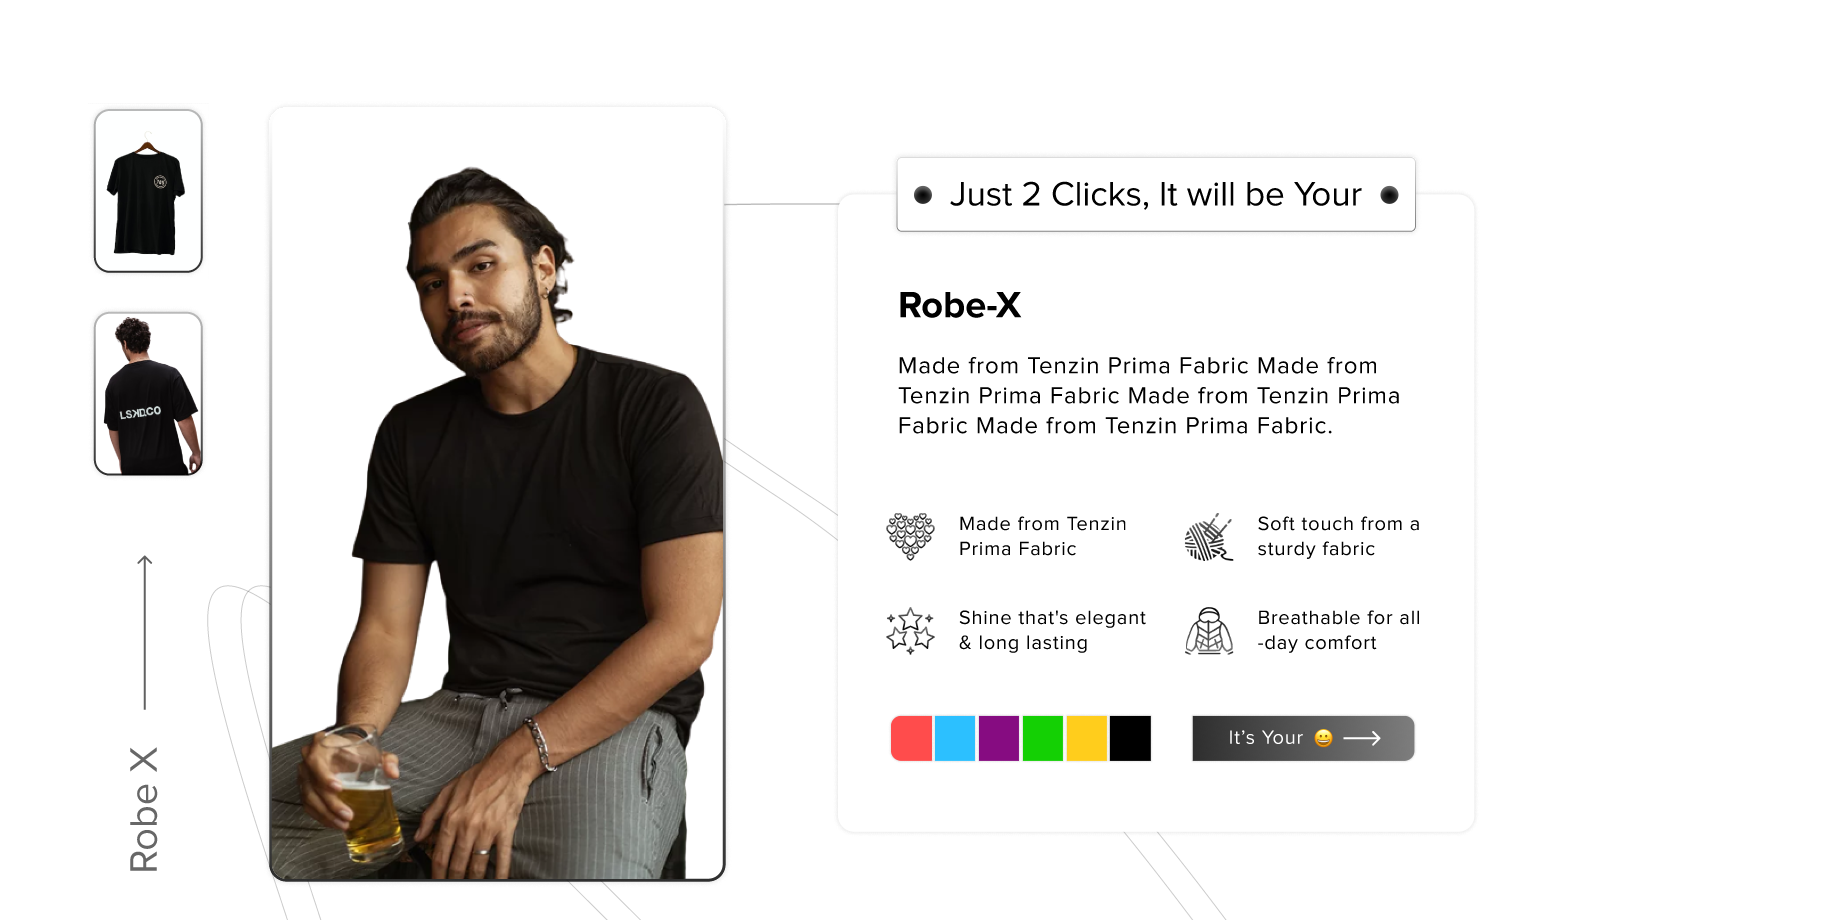 Just 2 Clicks, It will be Your
Robe-X
Made from Tenzin Prima Fabric Made from
Tenzin Prima Fabric Made from Tenzin Prima
Fabric Made from Tenzin Prima Fabric.
Made from Tenzin
Prima Fabric
Soft touch from a
sturdy fabric
Shine that's elegant
& long lasting
Breathable for all
-day comfort
It’s Your 😀
LSKD.CO
Robe X